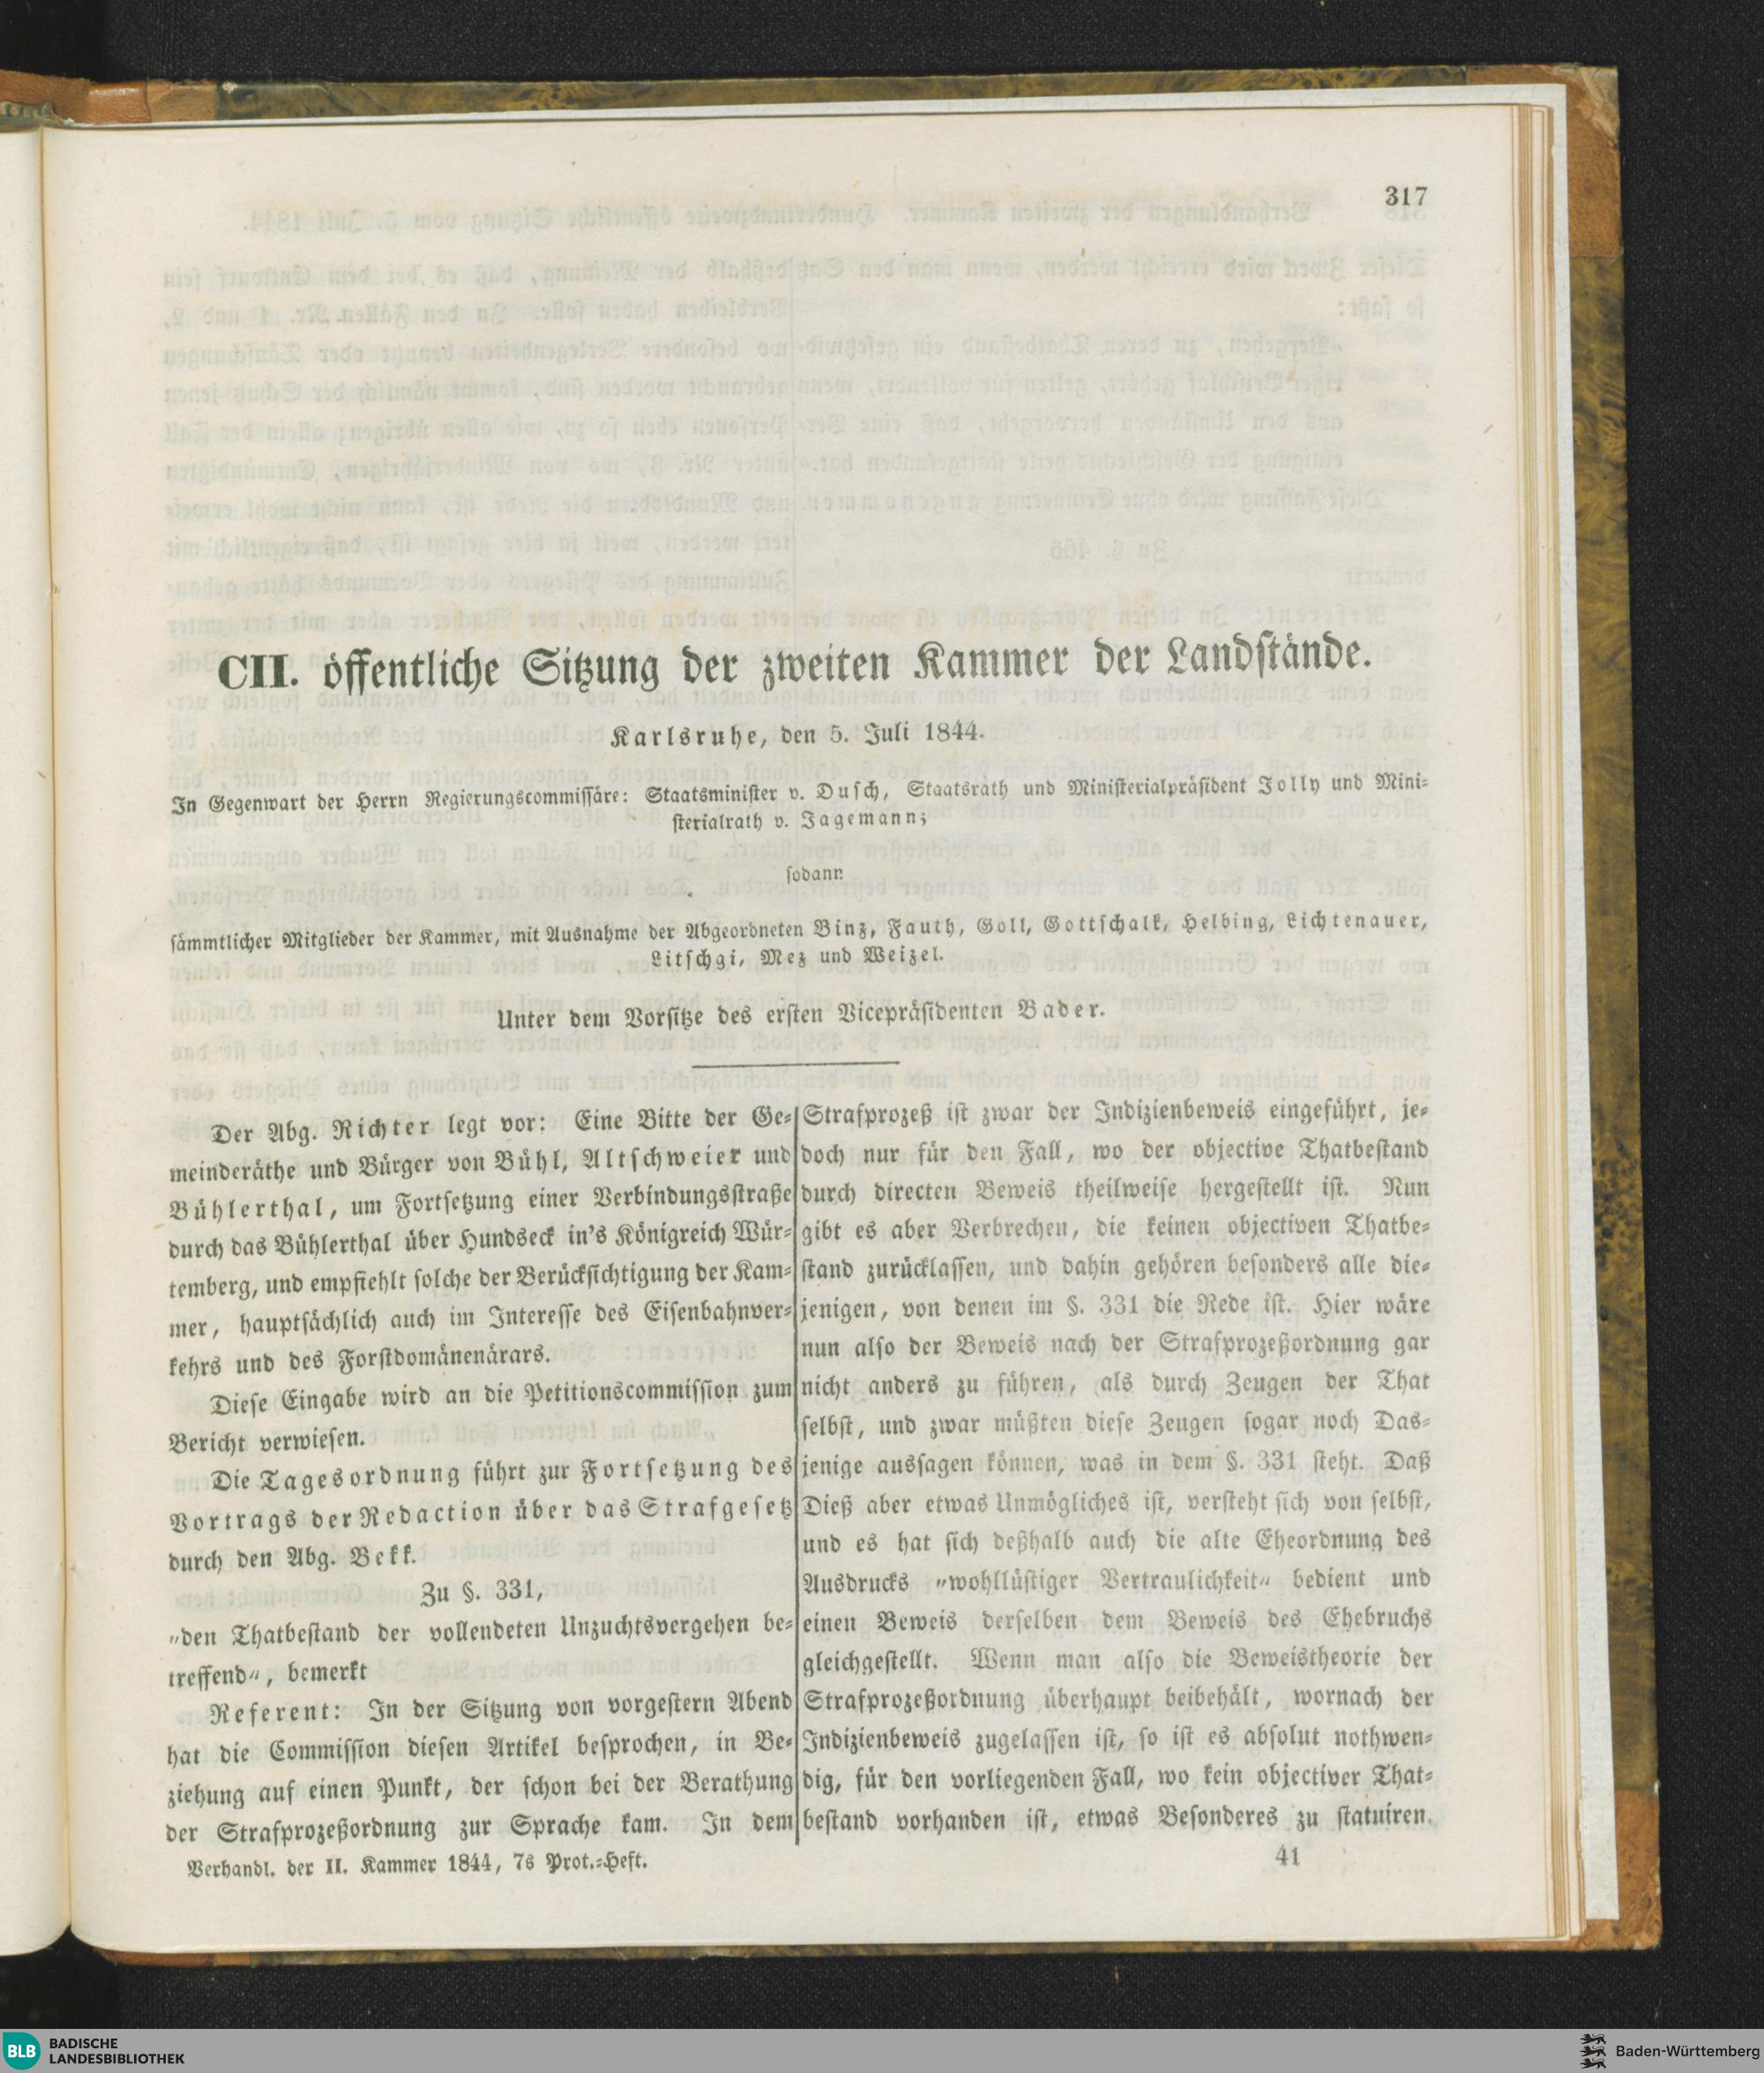 317
CII. öffentliche Sitzung der zweiten Kammer der Landstände.
Karlsruhe, den 5. Juli 1844.
In Gegenwart der Herrn Regierungscommissäre: Staatsminister v. Dusch, Staatsrath und Ministerialpräsident Jolly und Mini-
sterialrath v. Jagemann;
sodann
sämmtlicher Mitglieder der Kammer, mit Ausnahme der Abgeordneten Binz, Fauth, Goll, Gottschalk, Helbing, Lichtenauer,
Litschgi, Mez und Weizel.
Unter dem Vorsitze des ersten Vicepräsidenten Bader.
Der Abg. Richter legt vor: Eine Bitte der Ge-
meinderäthe und Bürger von Bühl, Altschweier und
Bühlerthal, um Fortsetzung einer Verbindungsstraße
durch das Bühlerthal über Hundseck in's Königreich Wür-
temberg, und empfiehlt solche der Berücksichtigung der Kam-
mer, hauptsächlich auch im Interesse des Eisenbahnver-
kehrs und des Forstdomänenärars.
Diese Eingabe wird an die Petitionscommission zum
Bericht verwiesen.
Die Tagesordnung führt zur Fortsetzung des
Vortrags der Redaction über das Strafgesetz
durch den Abg. Bekk.
Zu §. 331,
„den Thatbestand der vollendeten Unzuchtsvergehen be-
treffend“, bemerkt
Referent: In der Sitzung von vorgestern Abend
hat die Commission diesen Artikel besprochen, in Be-
ziehung auf einen Punkt, der schon bei der Berathung
der Strafprozeßordnung zur Sprache kam. In dem
Strafprozeß ist zwar der Indizienbeweis eingeführt, je-
doch nur für den Fall, wo der objective Thatbestand
durch directen Beweis theilweise hergestellt ist. Nun
gibt es aber Verbrechen, die keinen objectiven Thatbe-
stand zurücklassen, und dahin gehören besonders alle die-
jenigen, von denen im §. 331 die Rede ist. Hier wäre
nun also der Beweis nach der Strafprozeßordnung gar
nicht anders zu führen, als durch Zeugen der That
selbst, und zwar müßten diese Zeugen sogar noch Das-
jenige aussagen können, was in dem §. 331 steht. Daß
Dieß aber etwas Unmögliches ist, versteht sich von selbst,
und es hat sich deßhalb auch die alte Eheordnung des
Ausdrucks „wohllüstiger Vertraulichkeit“ bedient und
einen Beweis derselben dem Beweis des Ehebruchs
gleichgestellt. Wenn man also die Beweistheorie der
Strafprozeßordnung überhaupt beibehält, wornach der
Indizienbeweis zugelassen ist, so ist es absolut nothwen-
dig, für den vorliegenden Fall, wo kein objectiver That-
bestand vorhanden ist, etwas Besonderes zu statuiren.
Verhandl. der II. Kammer 1844, 7s Prot.-Heft.
41
BLB BADISCHE
LANDESBIBLIOTHEK
Baden-Württemberg